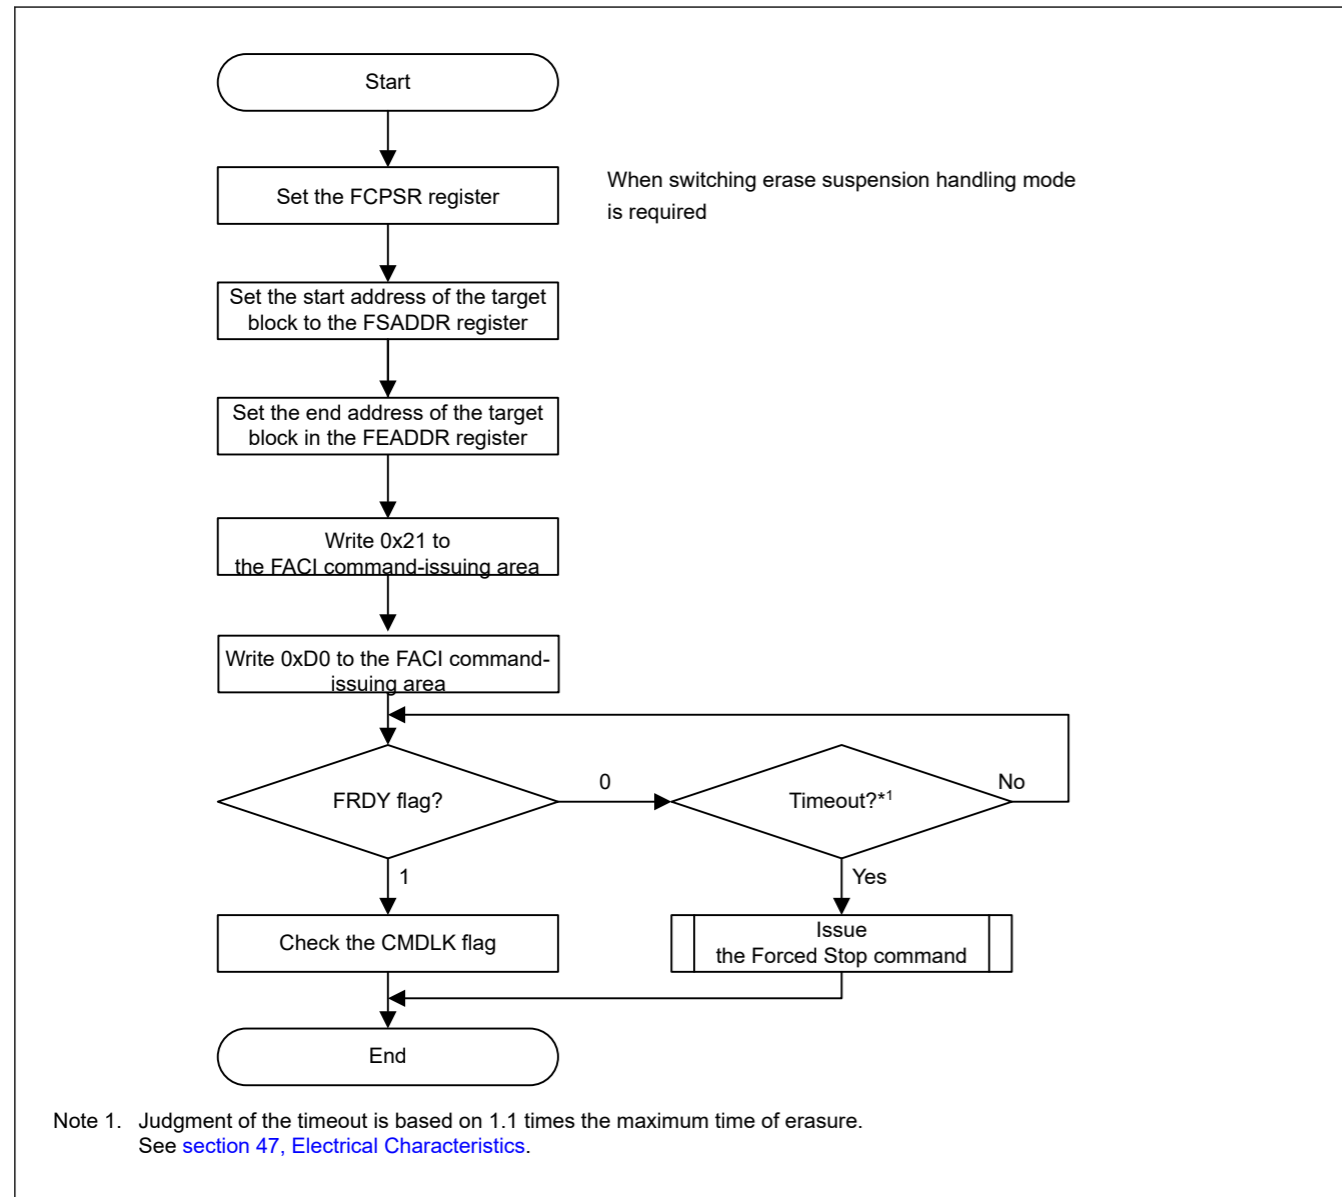 Start
Set the FCPSR register
When switching erase suspension handling mode
is required
Set the start address of the target
block to the FSADDR register
Set the end address of the target
block in the FEADDR register
Write 0x21 to
the FACI command-issuing area
Write 0xD0 to the FACI command-
issuing area
FRDY flag?
0
Timeout?*1
No
1
Yes
Check the CMDLK flag
Issue
the Forced Stop command
End
Note 1. Judgment of the timeout is based on 1.1 times the maximum time of erasure.
See section 47, Electrical Characteristics.